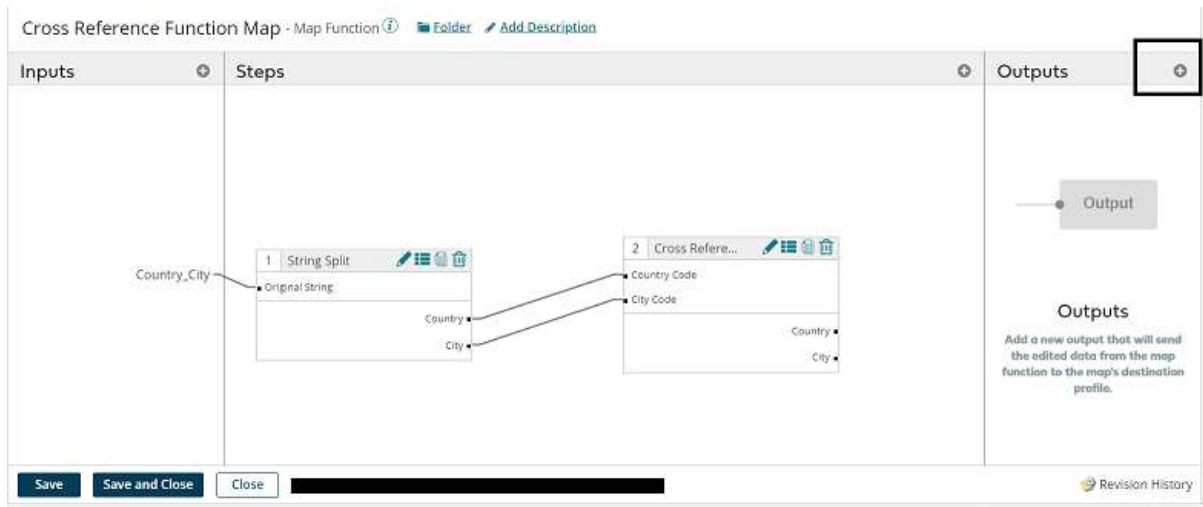 Cross Reference Function Map - Map Function i Folder Add Description
Inputs Steps Outputs
Output
1 String Split
Original String
Country
City
Country_City
2 Cross Refere...
Country Code
City Code
Country
City
Outputs
Add a new output that will send
the edited data from the map
function to the map's destination
profile.
Save Save and Close Close Revision History